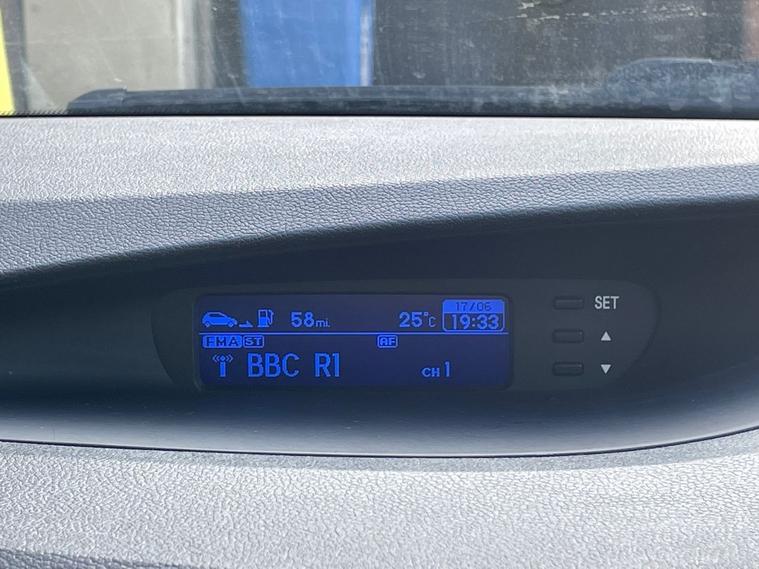 17/06
58mi. 25°C 19:33
FMA ST AF
BBC R1 CH 1
SET